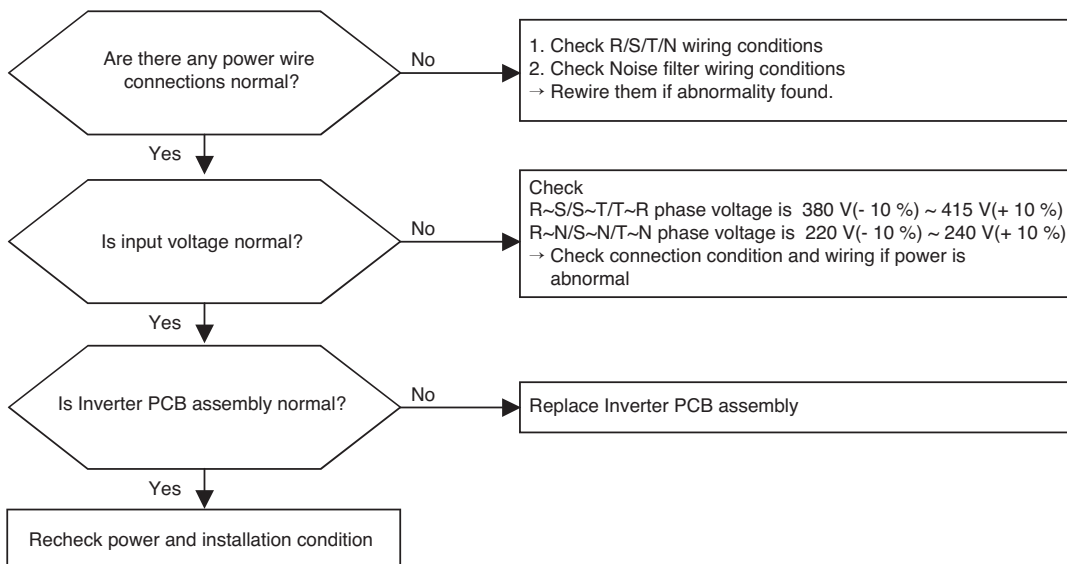 Are there any power wire
connections normal?
No
1. Check R/S/T/N wiring conditions
2. Check Noise filter wiring conditions
→ Rewire them if abnormality found.
Yes
Is input voltage normal?
No
Check
R~S/S~T/T~R phase voltage is 380 V(- 10 %) ~ 415 V(+ 10 %)
R~N/S~N/T~N phase voltage is 220 V(- 10 %) ~ 240 V(+ 10 %)
→ Check connection condition and wiring if power is
abnormal
Yes
Is Inverter PCB assembly normal?
No
Replace Inverter PCB assembly
Yes
Recheck power and installation condition